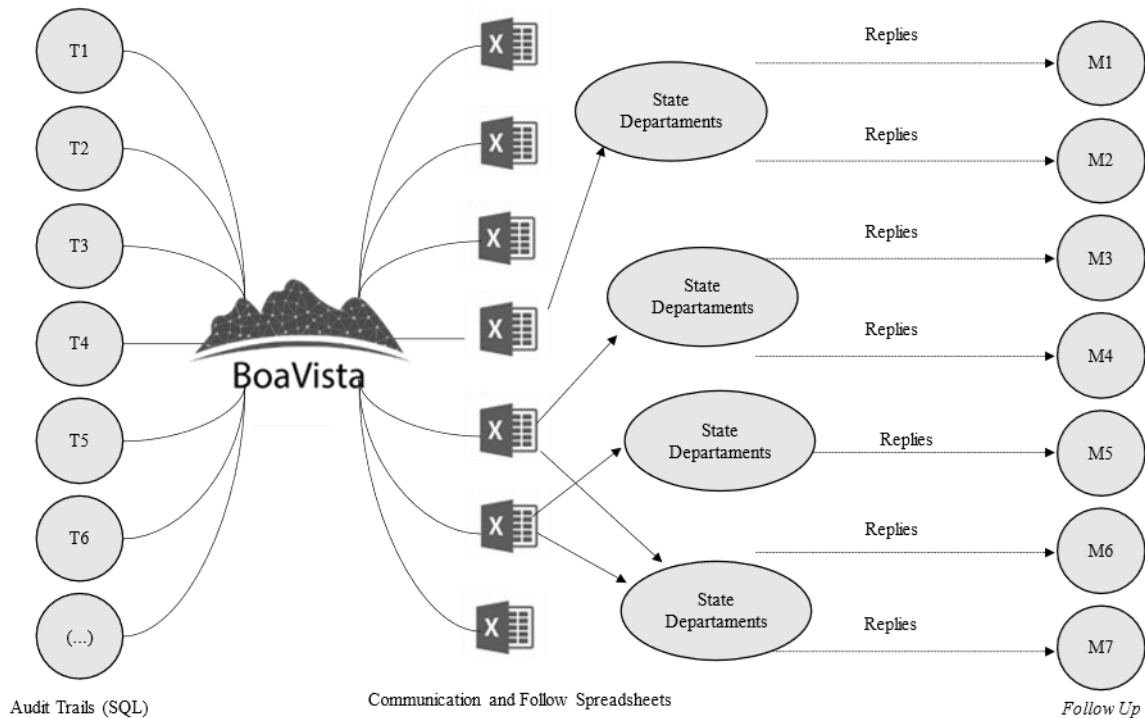 T1
T2
T3
T4
T5
T6
(...)
Audit Trails (SQL)
BoaVista
X
X
X
X
X
X
X
Communication and Follow Spreadsheets
State
Departaments
State
Departaments
State
Departaments
State
Departaments
Replies
Replies
Replies
Replies
Replies
Replies
Replies
M1
M2
M3
M4
M5
M6
M7
Follow Up